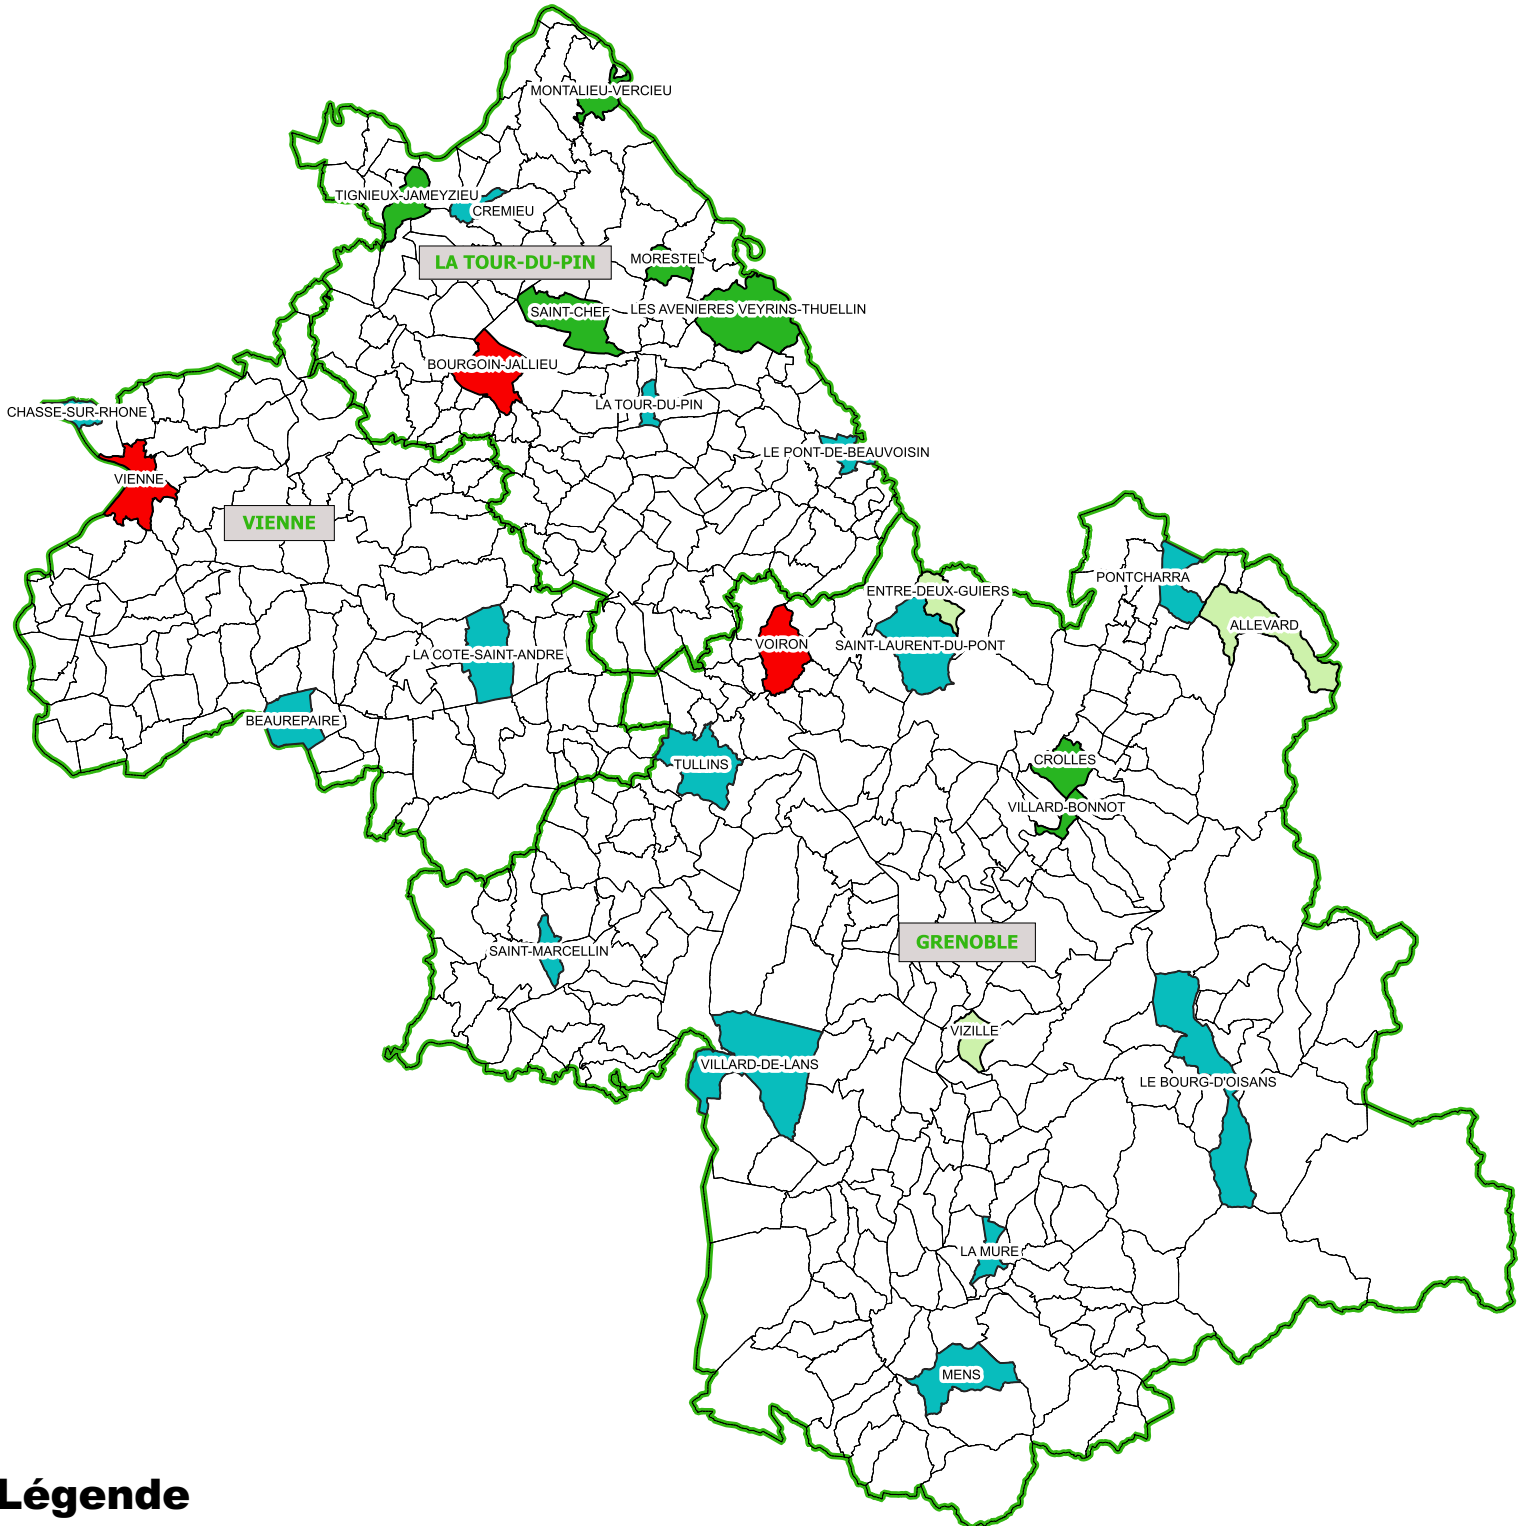 MONTALIEU-VERCIEU
TIGNIEUX-JAMEYZIEU
CREMIEU
LA TOUR-DU-PIN
MORESTEL
SAINT-CHEF
LES AVENIERES VEYRINS-THUELLIN
BOURGOIN-JALLIEU
LA TOUR-DU-PIN
CHASSE-SUR-RHONE
LE PONT-DE-BEAUVOISIN
VIENNE
VIENNE
PONTCHARRA
ENTRE-DEUX-GUIERS
ALLEVARD
VOIRON
SAINT-LAURENT-DU-PONT
LA COTE-SAINT-ANDRE
BEAUREPAIRE
TULLINS
CROLLES
VILLARD-BONNOT
GRENOBLE
SAINT-MARCELLIN
VIZILLE
VILLARD-DE-LANS
LE BOURG-D'OISANS
LA MURE
MENS
Légende